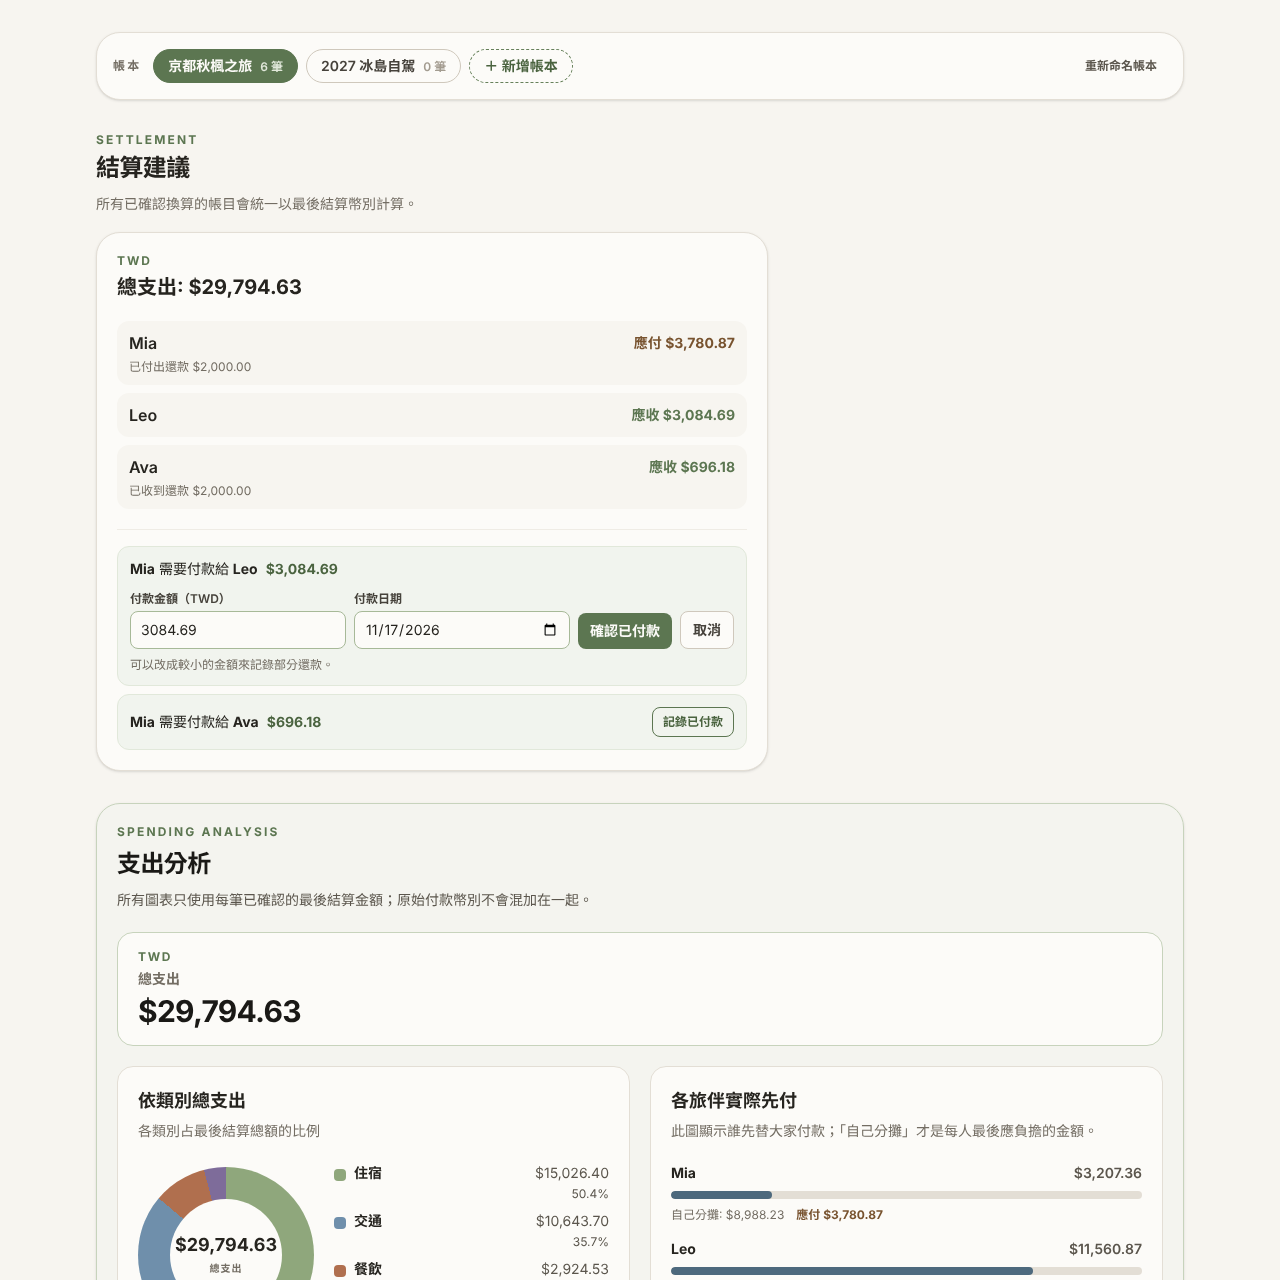 帳本 京都秋楓之旅 6 筆 2027 冰島自駕 0 筆 ＋ 新增帳本 重新命名帳本
SETTLEMENT
結算建議
所有已確認換算的帳目會統一以最後結算幣別計算。
TWD
總支出: $29,794.63
Mia 應付 $3,780.87
已付出還款 $2,000.00
Leo 應收 $3,084.69
Ava 應收 $696.18
已收到還款 $2,000.00
Mia 需要付款給 Leo $3,084.69
付款金額（TWD） 付款日期
3084.69 11/17/2026 確認已付款 取消
可以改成較小的金額來記錄部分還款。
Mia 需要付款給 Ava $696.18 記錄已付款
SPENDING ANALYSIS
支出分析
所有圖表只使用每筆已確認的最後結算金額；原始付款幣別不會混加在一起。
TWD
總支出
$29,794.63
依類別總支出
各類別占最後結算總額的比例
$29,794.63
總支出
住宿 $15,026.40
50.4%
交通 $10,643.70
35.7%
餐飲 $2,924.53
各旅伴實際先付
此圖顯示誰先替大家付款；「自己分攤」才是每人最後應負擔的金額。
Mia $3,207.36
自己分攤: $8,988.23 應付 $3,780.87
Leo $11,560.87